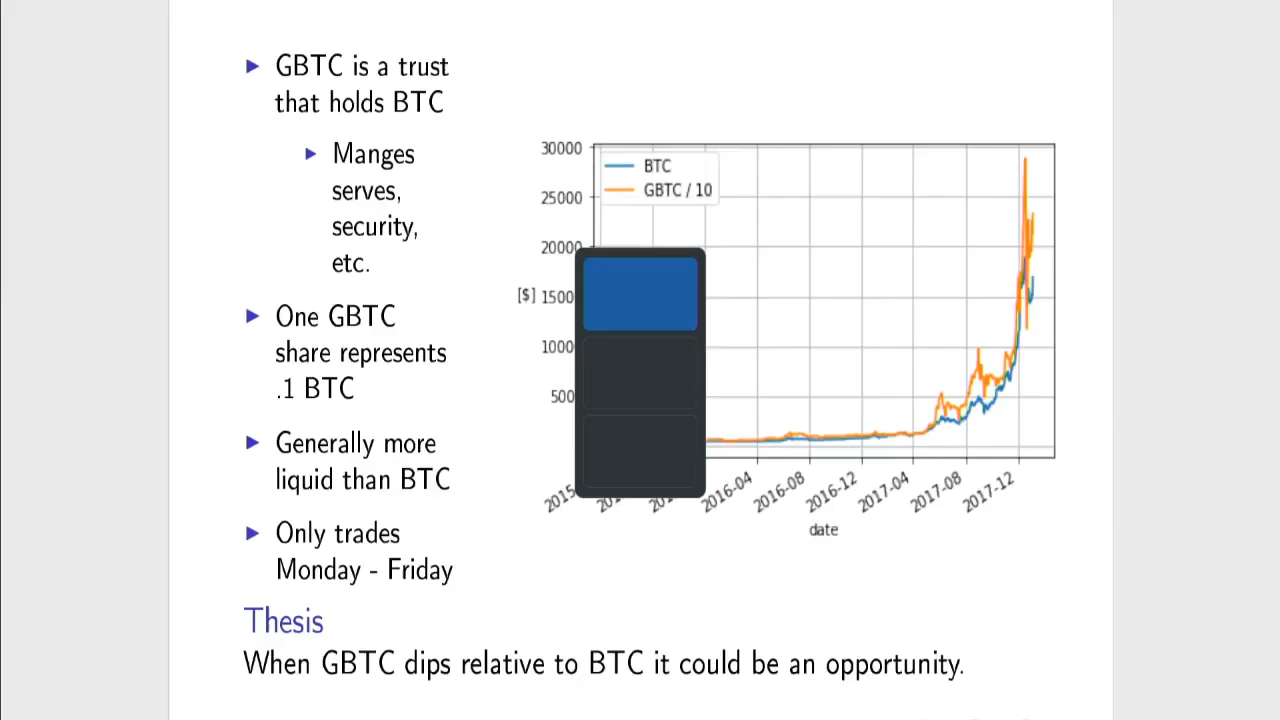 GBTC is a trust
that holds BTC
Manges
serves,
security,
etc.
One GBTC
share represents
.1 BTC
Generally more
liquid than BTC
Only trades
Monday - Friday
30000
25000
20000
[$]
BTC
GBTC / 10
2016-04
2016-08
2016-12
2017-04
2017-08
2017-12
date
Thesis
When GBTC dips relative to BTC it could be an opportunity.